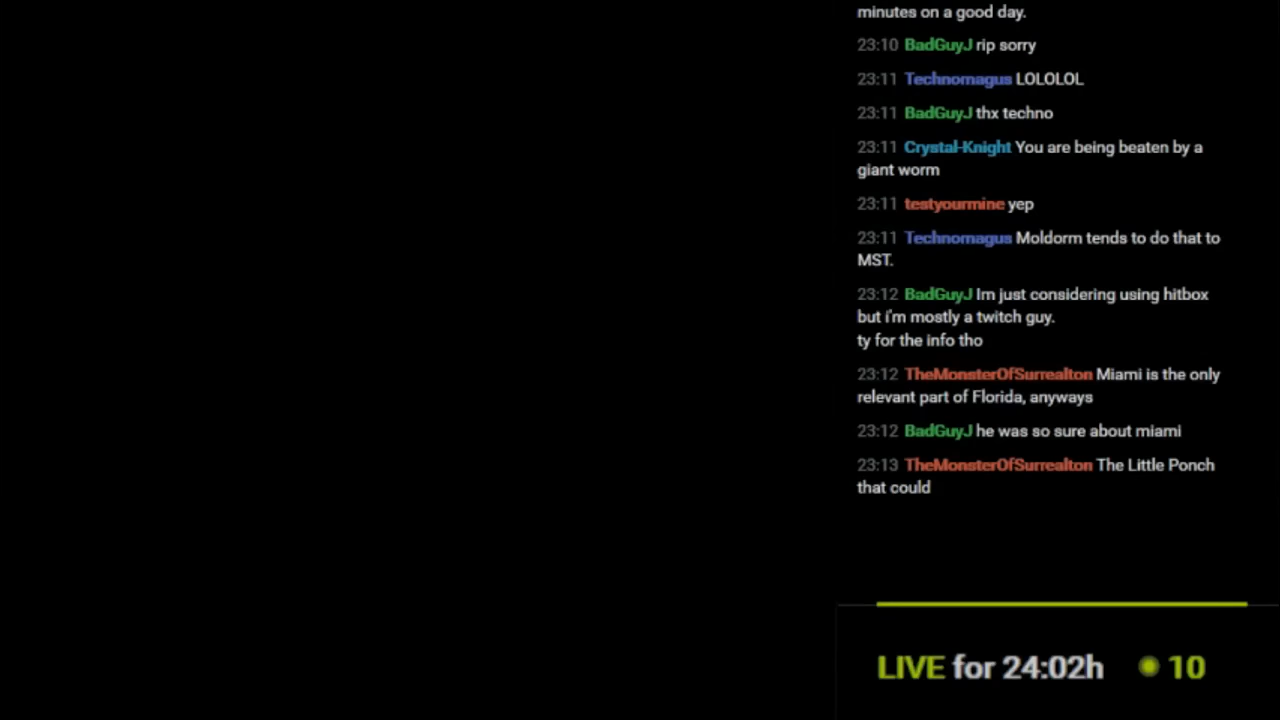 minutes on a good day.
23:10 BadGuyJ rip sorry
23:11 Technomagus LOLOLOL
23:11 BadGuyJ thx techno
23:11 Crystal-Knight You are being beaten by a
giant worm
23:11 testyourmine yep
23:11 Technomagus Moldorm tends to do that to
MST.
23:12 BadGuyJ Im just considering using hitbox
but i'm mostly a twitch guy.
ty for the info tho
23:12 TheMonsterOfSurrealton Miami is the only
relevant part of Florida, anyways
23:12 BadGuyJ he was so sure about miami
23:13 TheMonsterOfSurrealton The Little Ponch
that could
LIVE for 24:02h 10